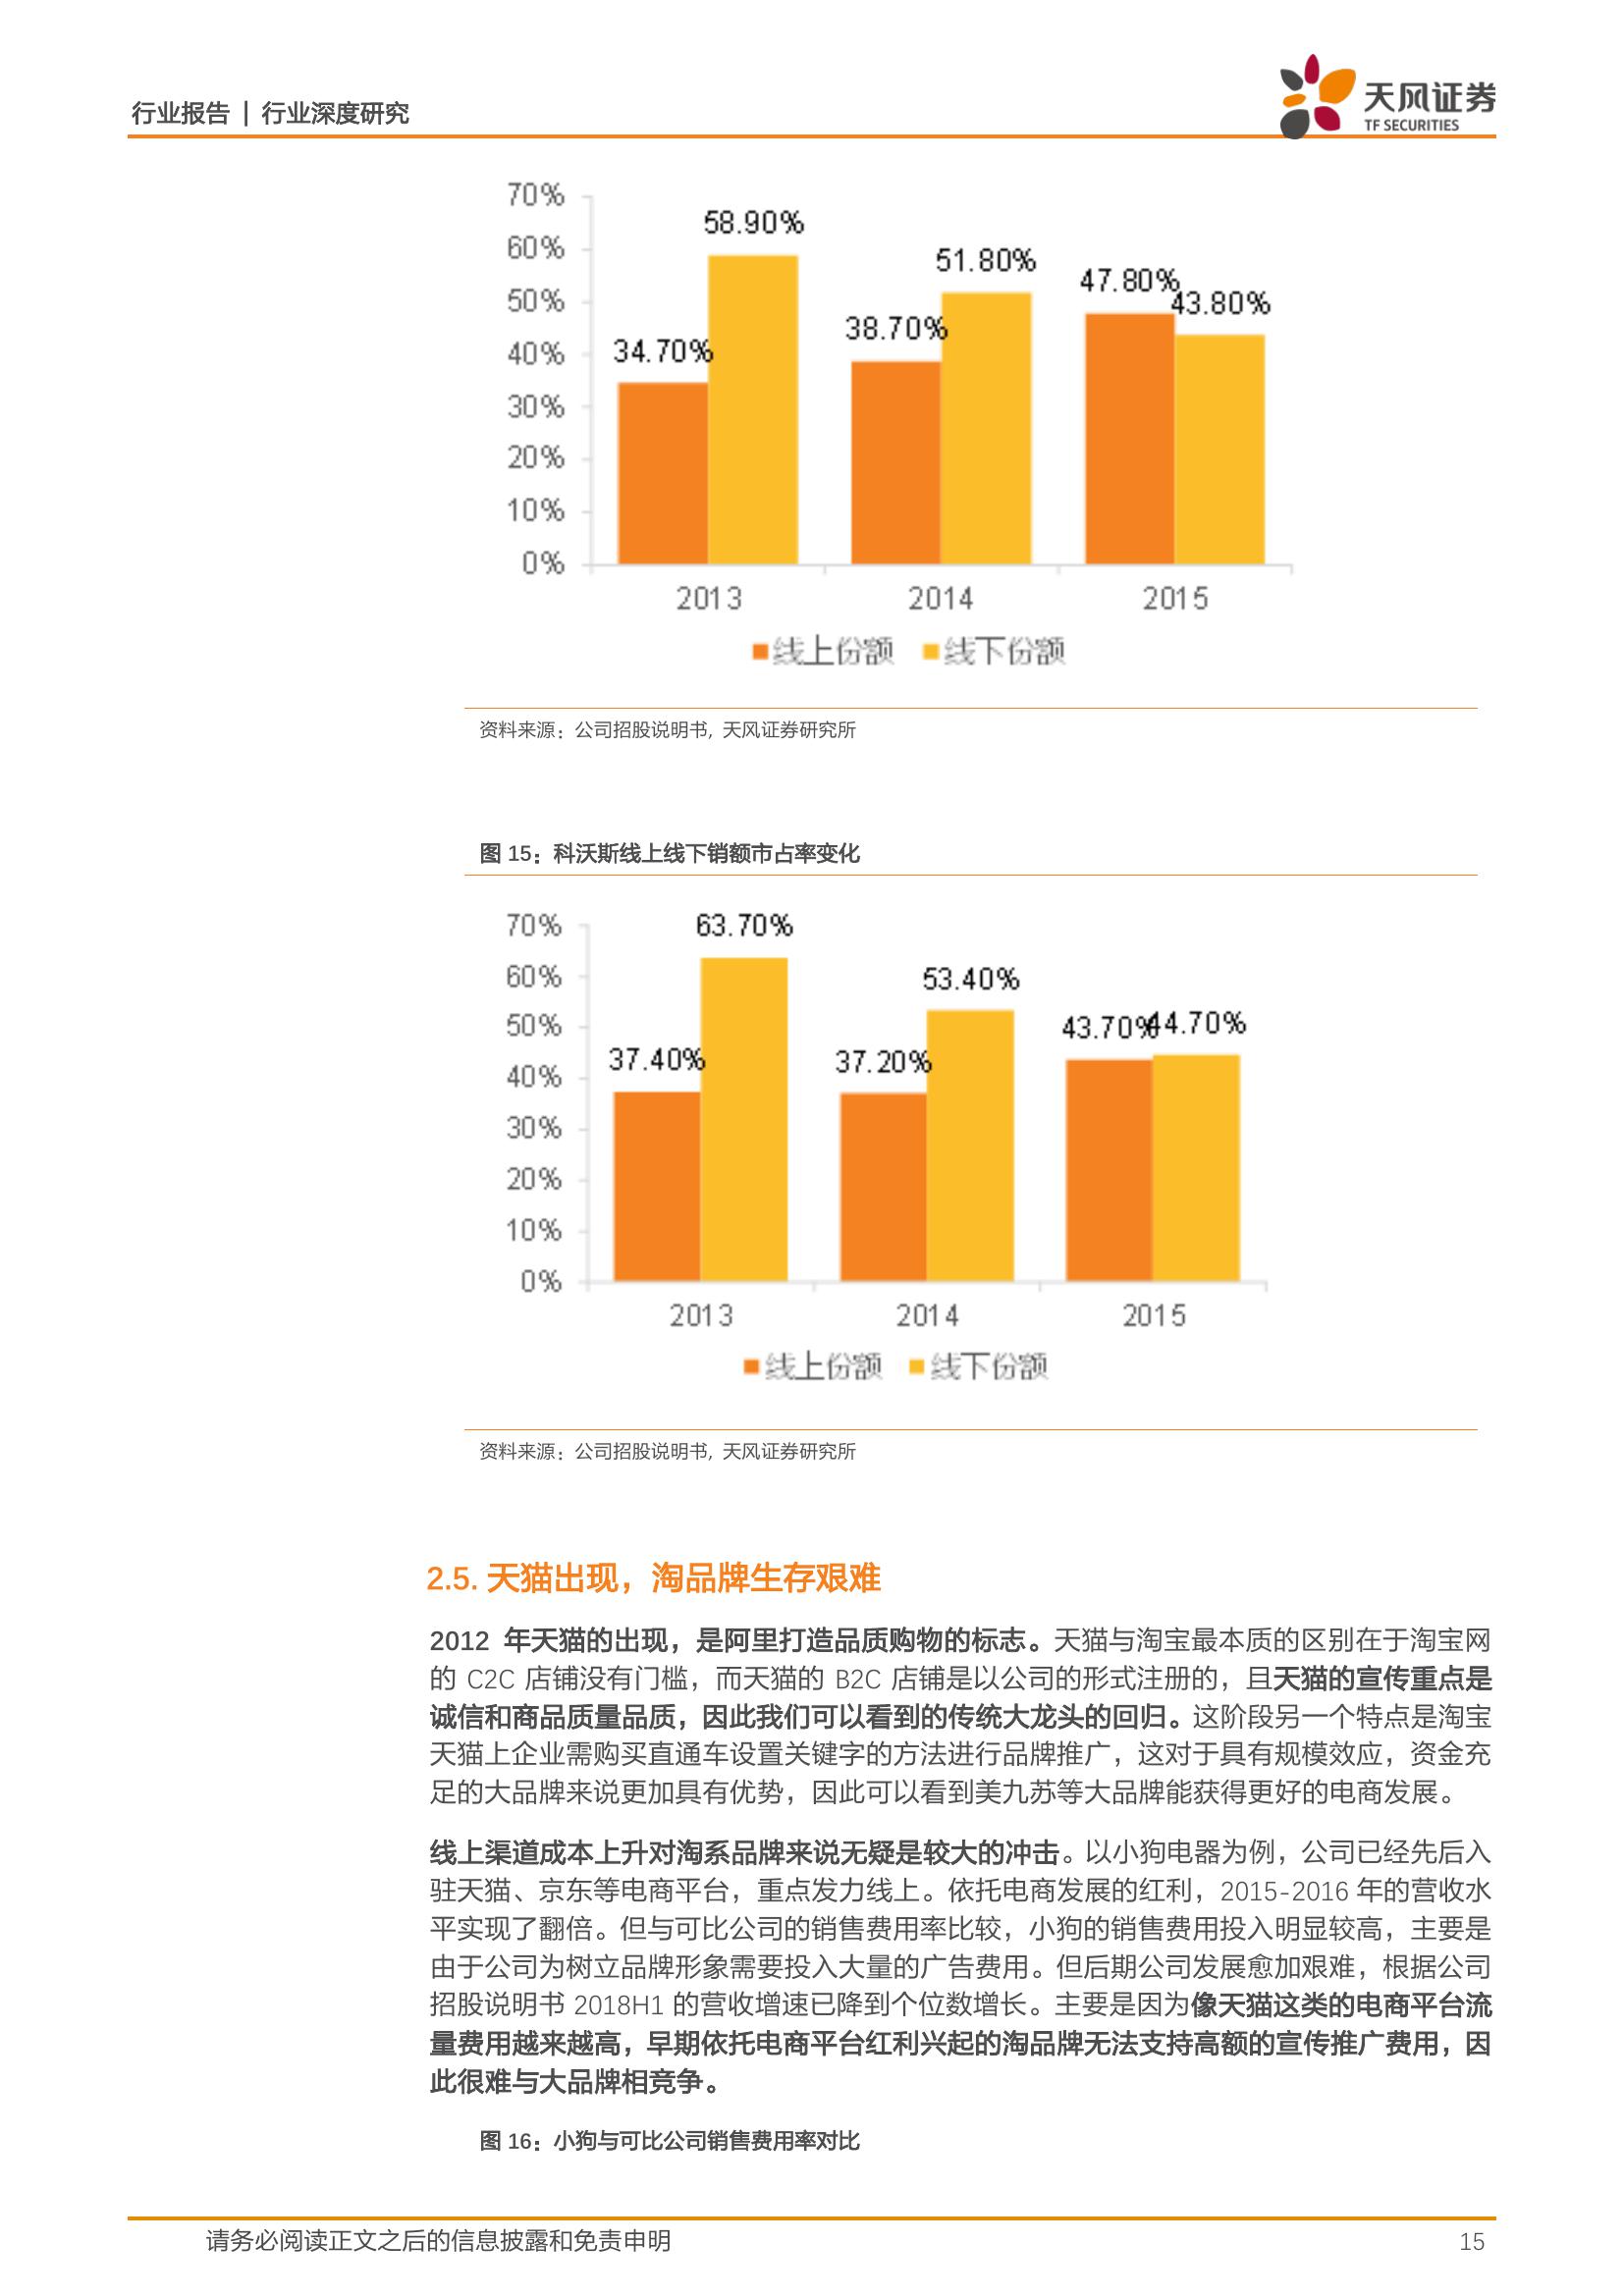 行业报告 | 行业深度研究
天风证券
TF SECURITIES
70%
60%
50%
40%
30%
20%
10%
0%
34.70%
58.90%
38.70%
51.80%
47.80%
43.80%
2013
2014
2015
线上份额
线下份额
资料来源：公司招股说明书, 天风证券研究所
图 15：科沃斯线上线下销额市占率变化
70%
60%
50%
40%
30%
20%
10%
0%
37.40%
63.70%
37.20%
53.40%
43.70%
44.70%
2013
2014
2015
线上份额
线下份额
资料来源：公司招股说明书, 天风证券研究所
2.5. 天猫出现，淘品牌生存艰难
2012 年天猫的出现，是阿里打造品质购物的标志。天猫与淘宝最本质的区别在于淘宝网
的 C2C 店铺没有门槛，而天猫的 B2C 店铺是以公司的形式注册的，且天猫的宣传重点是
诚信和商品质量品质，因此我们可以看到的传统大龙头的回归。这阶段另一个特点是淘宝
天猫上企业需购买直通车设置关键字的方法进行品牌推广，这对于具有规模效应，资金充
足的大品牌来说更加具有优势，因此可以看到美九苏等大品牌能获得更好的电商发展。
线上渠道成本上升对淘系品牌来说无疑是较大的冲击。以小狗电器为例，公司已经先后入
驻天猫、京东等电商平台，重点发力线上。依托电商发展的红利，2015-2016 年的营收水
平实现了翻倍。但与可比公司的销售费用率比较，小狗的销售费用投入明显较高，主要是
由于公司为树立品牌形象需要投入大量的广告费用。但后期公司发展愈加艰难，根据公司
招股说明书 2018H1 的营收增速已降到个位数增长。主要是因为像天猫这类的电商平台流
量费用越来越高，早期依托电商平台红利兴起的淘品牌无法支持高额的宣传推广费用，因
此很难与大品牌相竞争。
图 16：小狗与可比公司销售费用率对比
请务必阅读正文之后的信息披露和免责申明
15